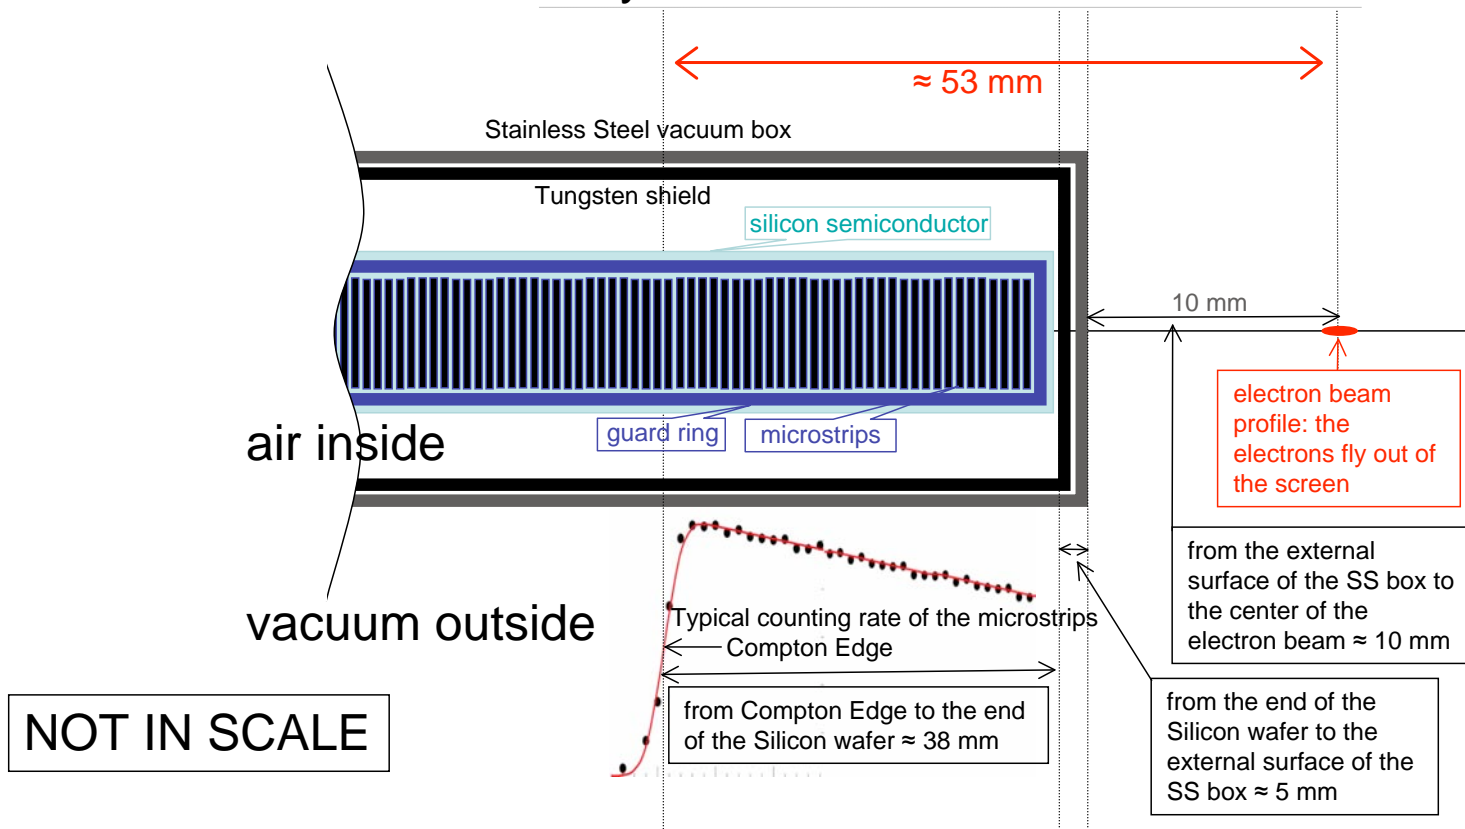 ≈ 53 mm
Stainless Steel vacuum box
Tungsten shield
silicon semiconductor
10 mm
guard ring
microstrips
electron beam
profile: the
electrons fly out of
the screen
air inside
vacuum outside
Typical counting rate of the microstrips
Compton Edge
from Compton Edge to the end
of the Silicon wafer ≈ 38 mm
from the external
surface of the SS box to
the center of the
electron beam ≈ 10 mm
from the end of the
Silicon wafer to the
external surface of the
SS box ≈ 5 mm
NOT IN SCALE